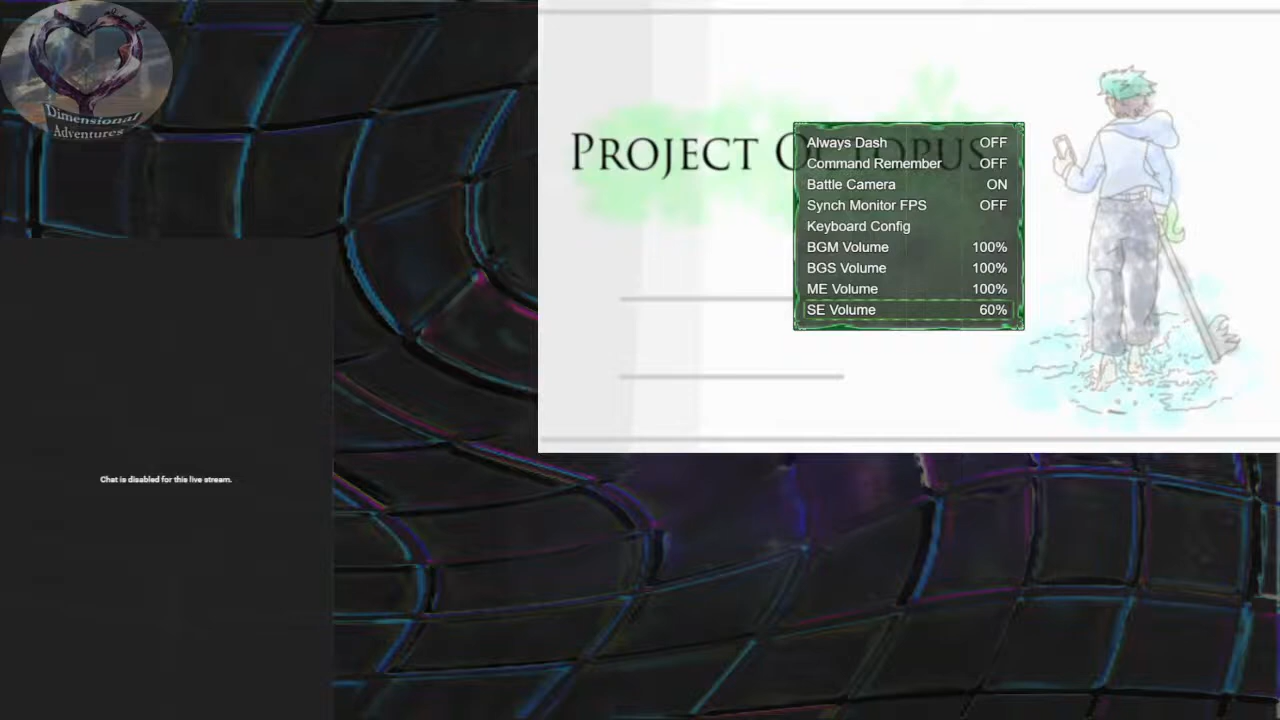 Dimensional
Adventures
PROJECT OCTOPUS
Always Dash OFF
Command Remember OFF
Battle Camera ON
Synch Monitor FPS OFF
Keyboard Config
BGM Volume 100%
BGS Volume 100%
ME Volume 100%
SE Volume 60%
Chat is disabled for this live stream.